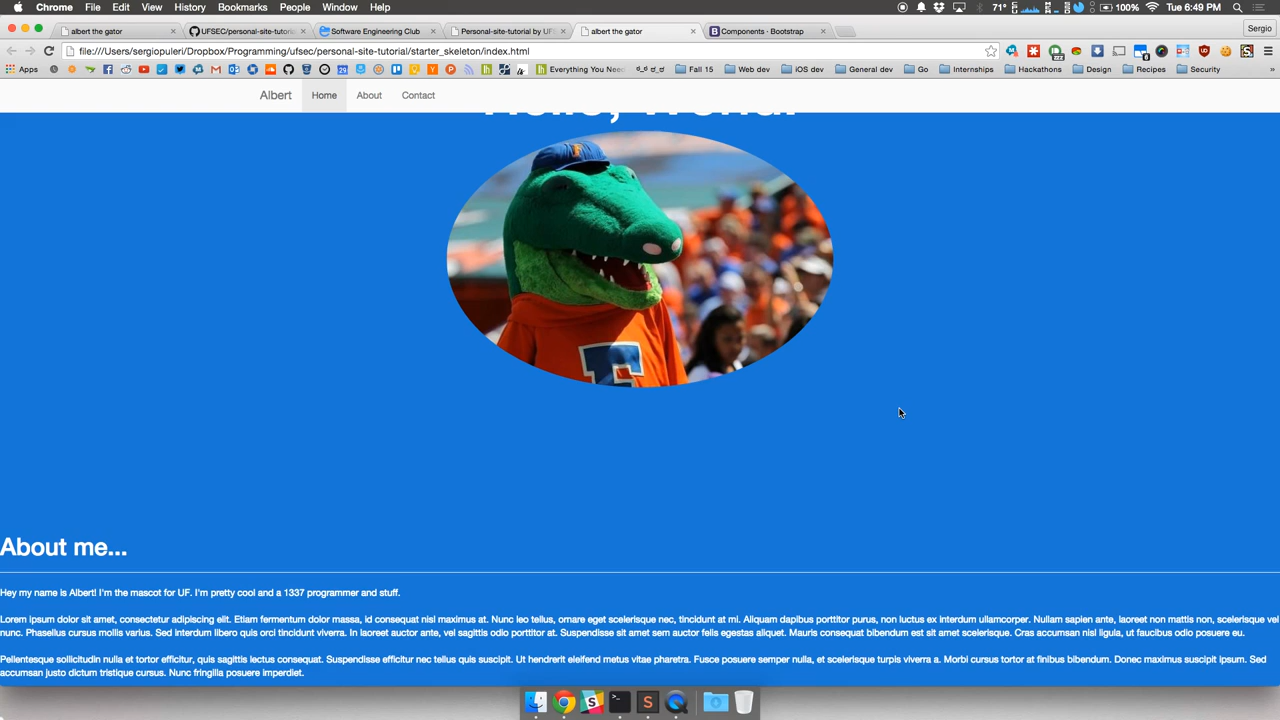 Chrome File Edit View History Bookmarks People Window Help 71° 100% Tue 6:49 PM
albert the gator UFSEC/personal-site-tutoria Software Engineering Club Personal-site-tutorial by UF albert the gator Components · Bootstrap Sergio
file:///Users/sergiopuleri/Dropbox/Programming/ufsec/personal-site-tutorial/starter_skeleton/index.html
Apps Everything You Nee Fall 15 Web dev iOS dev General dev Go Internships Hackathons Design Recipes Security »
Albert Home About Contact
Hello, World!
F
F
About me...
Hey my name is Albert! I'm the mascot for UF. I'm pretty cool and a 1337 programmer and stuff.
Lorem ipsum dolor sit amet, consectetur adipiscing elit. Etiam fermentum dolor massa, id consequat nisl maximus at. Nunc leo tellus, ornare eget scelerisque nec, tincidunt at mi. Aliquam dapibus porttitor purus, non luctus ex interdum ullamcorper. Nullam sapien ante, laoreet non mattis non, scelerisque vel
nunc. Phasellus cursus mollis varius. Sed interdum libero quis orci tincidunt viverra. In laoreet auctor ante, vel sagittis odio porttitor at. Suspendisse sit amet sem auctor felis egestas aliquet. Mauris consequat bibendum est sit amet scelerisque. Cras accumsan nisl ligula, ut faucibus odio posuere eu.
Pellentesque sollicitudin nulla et tortor efficitur, quis sagittis lectus consequat. Suspendisse efficitur nec tellus quis suscipit. Ut hendrerit eleifend metus vitae pharetra. Fusce posuere semper nulla, et scelerisque turpis viverra a. Morbi cursus tortor at finibus bibendum. Donec maximus suscipit ipsum. Sed
accumsan justo dictum tristique cursus. Nunc fringilla posuere imperdiet.